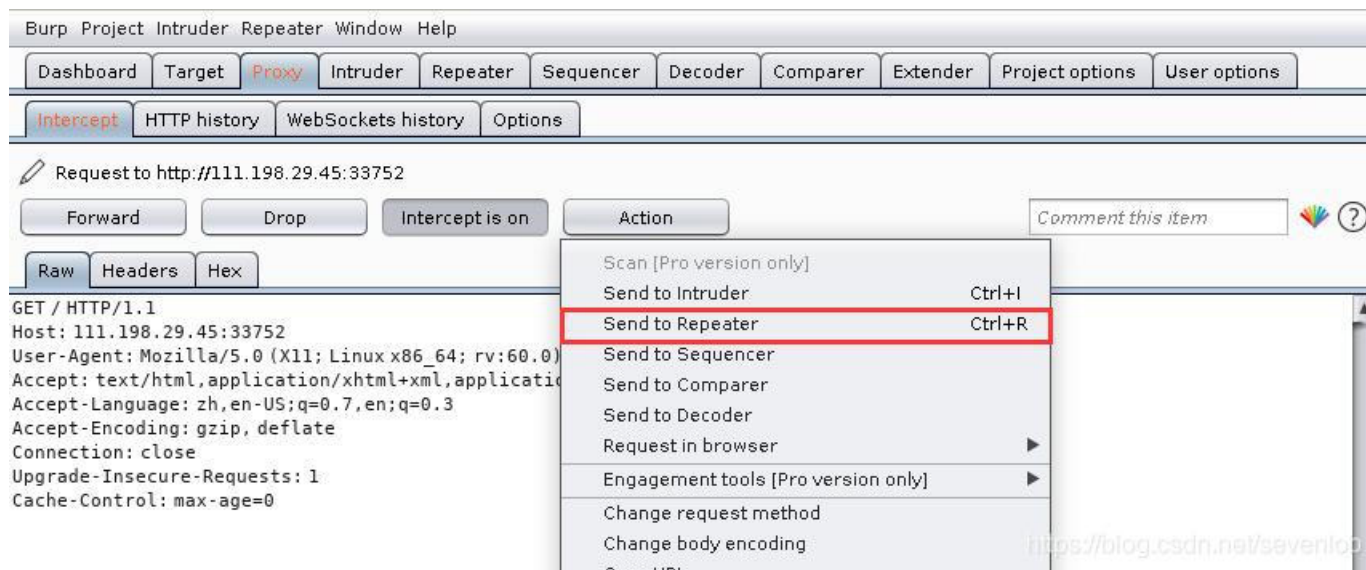 Burp Project Intruder Repeater Window Help
Dashboard Target Proxy Intruder Repeater Sequencer Decoder Comparer Extender Project options User options
Intercept HTTP history WebSockets history Options
Request to http://111.198.29.45:33752
Forward Drop Intercept is on Action Comment this item ?
Raw Headers Hex
Scan [Pro version only]
Send to Intruder Ctrl+I
Send to Repeater Ctrl+R
Send to Sequencer
Send to Comparer
Send to Decoder
Request in browser
Engagement tools [Pro version only]
Change request method
Change body encoding
GET / HTTP/1.1
Host: 111.198.29.45:33752
User-Agent: Mozilla/5.0 (X11; Linux x86_64; rv:60.0)
Accept: text/html,application/xhtml+xml,applicatio
Accept-Language: zh,en-US;q=0.7,en;q=0.3
Accept-Encoding: gzip, deflate
Connection: close
Upgrade-Insecure-Requests: 1
Cache-Control: max-age=0